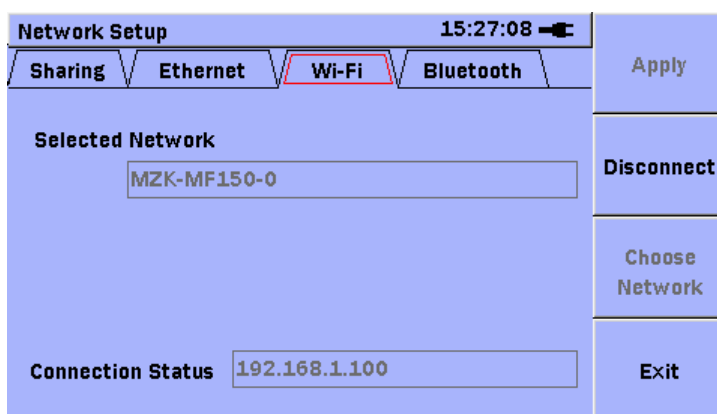 Network Setup
15:27:08
Sharing
Ethernet
Wi-Fi
Bluetooth
Selected Network
MZK-MF150-0
Connection Status
192.168.1.100
Apply
Disconnect
Choose
Network
Exit